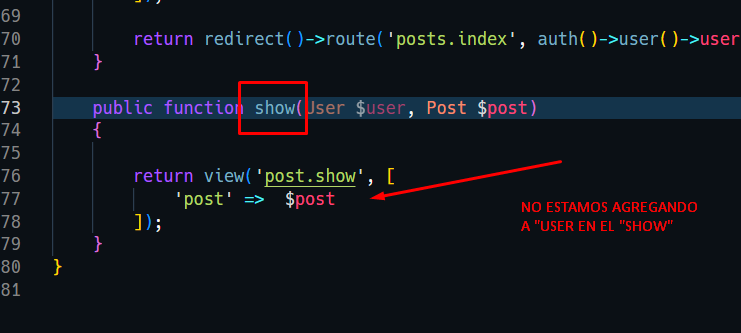 69 ]);
70 return redirect()->route('posts.index', auth()->user()->user
71 }
72
73 public function show(User $user, Post $post)
74 {
75
76 return view('post.show', [
77 'post' => $post
78 ]);
79 }
80 }
81
NO ESTAMOS AGREGANDO
A "USER EN EL "SHOW"